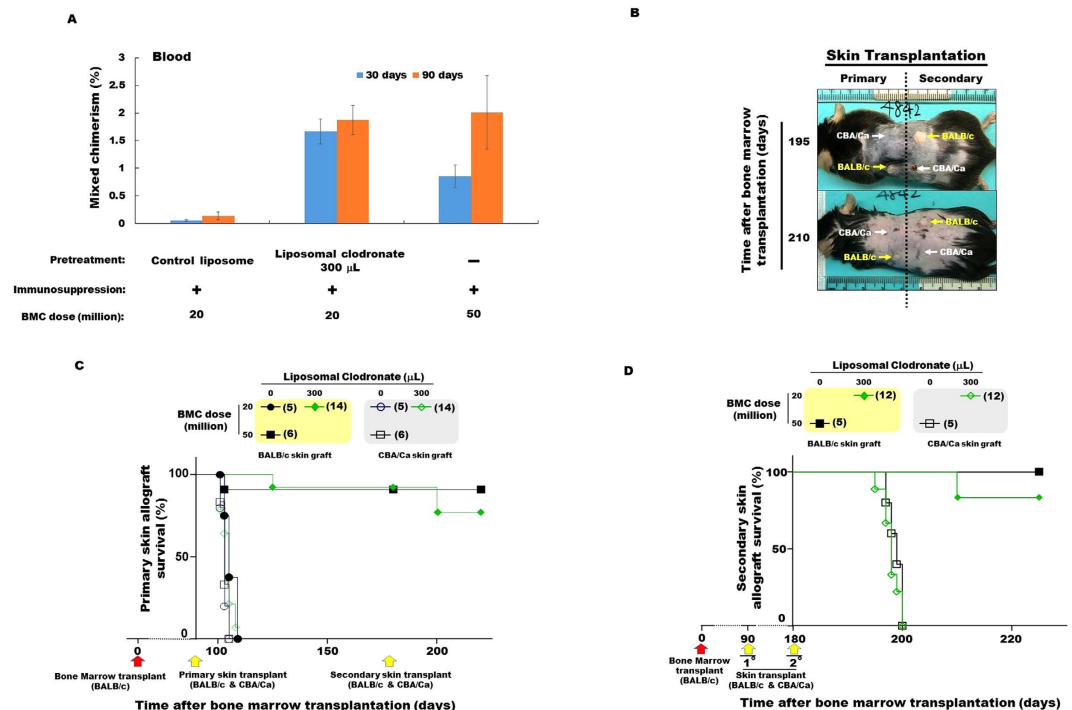 A
Blood
3
2.5
2
1.5
1
0.5
0
Mixed chimerism (%)
30 days 90 days
Pretreatment: Control liposome Liposomal clodronate 300 µL –
Immunosuppression: + + +
BMC dose (million): 20 20 50
B
Skin Transplantation
Primary Secondary
Time after bone marrow transplantation (days)
195
4842
CBA/Ca BALB/c
BALB/c CBA/Ca
210
4842
BALB/c
CBA/Ca
CBA/Ca
BALB/c
C
Liposomal Clodronate (µL)
0 300 0 300
BMC dose (million)
20 (5) (14) (5) (14)
50 (6) (6)
BALB/c skin graft CBA/Ca skin graft
Primary skin allograft survival (%)
100
50
0
0 100 150 200
Bone Marrow transplant (BALB/c)
Primary skin transplant (BALB/c & CBA/Ca)
Secondary skin transplant (BALB/c & CBA/Ca)
Time after bone marrow transplantation (days)
D
Liposomal Clodronate (µL)
0 300 0 300
BMC dose (million)
20 (12) (12)
50 (5) (5)
BALB/c skin graft CBA/Ca skin graft
Secondary skin allograft survival (%)
100
50
0
0 90 180 200 220
Bone Marrow transplant (BALB/c)
1° 2°
Skin transplant (BALB/c & CBA/Ca)
Time after bone marrow transplantation (days)